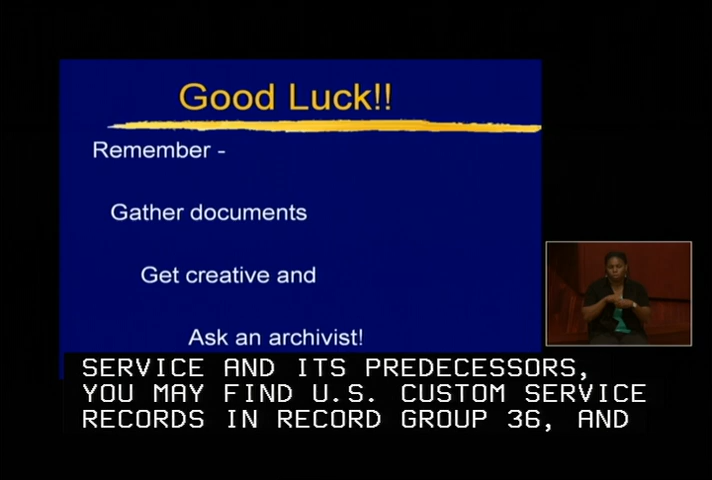 Good Luck!!
Remember -
Gather documents
Get creative and
Ask an archivist!
SERVICE AND ITS PREDECESSORS,
YOU MAY FIND U.S. CUSTOM SERVICE
RECORDS IN RECORD GROUP 36, AND